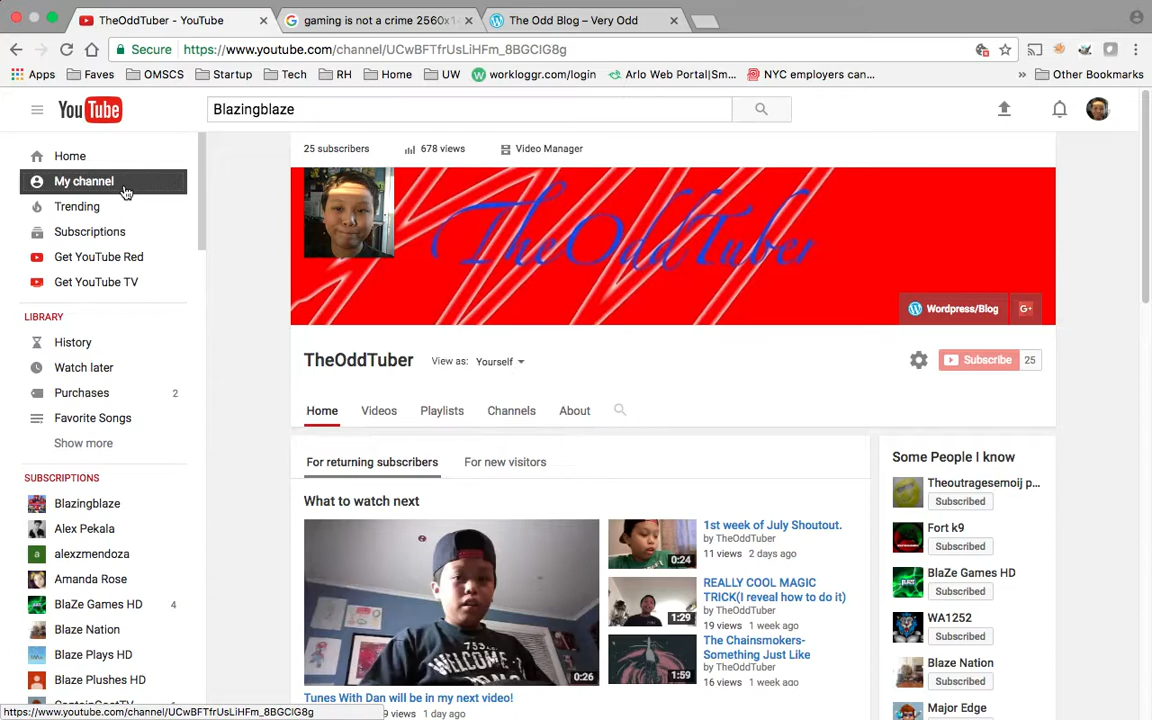 TheOddTuber - YouTube
gaming is not a crime 2560x1
The Odd Blog – Very Odd
Secure https://www.youtube.com/channel/UCwBFTfrUsLiHFm_8BGCIG8g
Apps Faves OMSCS Startup Tech RH Home UW workloggr.com/login Arlo Web Portal|Sm... NYC employers can... » Other Bookmarks
YouTube
Blazingblaze
Home
My channel
Trending
Subscriptions
Get YouTube Red
Get YouTube TV
LIBRARY
History
Watch later
Purchases 2
Favorite Songs
Show more
SUBSCRIPTIONS
Blazingblaze
Alex Pekala
alexzmendoza
Amanda Rose
BlaZe Games HD 4
Blaze Nation
Blaze Plays HD
Blaze Plushes HD
https://www.youtube.com/channel/UCwBFTfrUsLiHFm_8BGCIG8g
25 subscribers 678 views Video Manager
TheOddTuber
Wordpress/Blog G+
TheOddTuber View as: Yourself
Subscribe 25
Home Videos Playlists Channels About
For returning subscribers For new visitors
What to watch next
WELCOME
0:26
Tunes With Dan will be in my next video!
9 views 1 day ago
0:24
1st week of July Shoutout.
by TheOddTuber
11 views 2 days ago
1:29
REALLY COOL MAGIC
TRICK(I reveal how to do it)
by TheOddTuber
19 views 1 week ago
1:59
The Chainsmokers-
Something Just Like
by TheOddTuber
16 views 1 week ago
Some People I know
Theoutragesemoij p...
Subscribed
Fort k9
Subscribed
BlaZe Games HD
Subscribed
WA1252
Subscribed
Blaze Nation
Subscribed
Major Edge